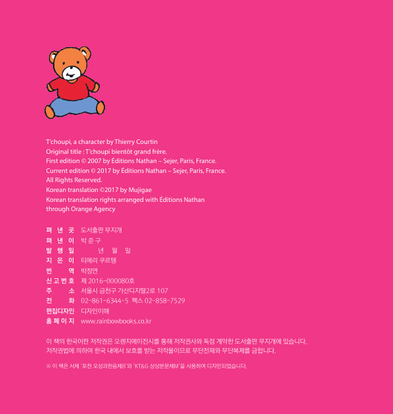 T'choupi, a character by Thierry Courtin
Original title : T'choupi bientôt grand frère.
First edition © 2007 by Éditions Nathan – Sejer, Paris, France.
Current edition © 2017 by Éditions Nathan – Sejer, Paris, France.
All Rights Reserved.
Korean translation ©2017 by Mujigae
Korean translation rights arranged with Éditions Nathan
through Orange Agency
펴 낸 곳 도서출판 무지개
펴 낸 이 박 준 구
발 행 일 년 월 일
지 은 이 티에리 쿠르탱
번 역 박정연
신 고 번 호 제 2016-000080호
주 소 서울시 금천구 가산디지털2로 107
전 화 02-861-6344~5 팩스 02-858-7529
편집디자인 디자인이매
홈 페 이 지 www.rainbowbooks.co.kr
이 책의 한국어판 저작권은 오렌지에이전시를 통해 저작권사와 독점 계약한 도서출판 무지개에 있습니다.
저작권법에 의하여 한국 내에서 보호를 받는 저작물이므로 무단전재와 무단복제를 금합니다.
※ 이 책은 서체 '포천 오성과한음체B'와 'KT&G 상상본문체M'을 사용하여 디자인되었습니다.